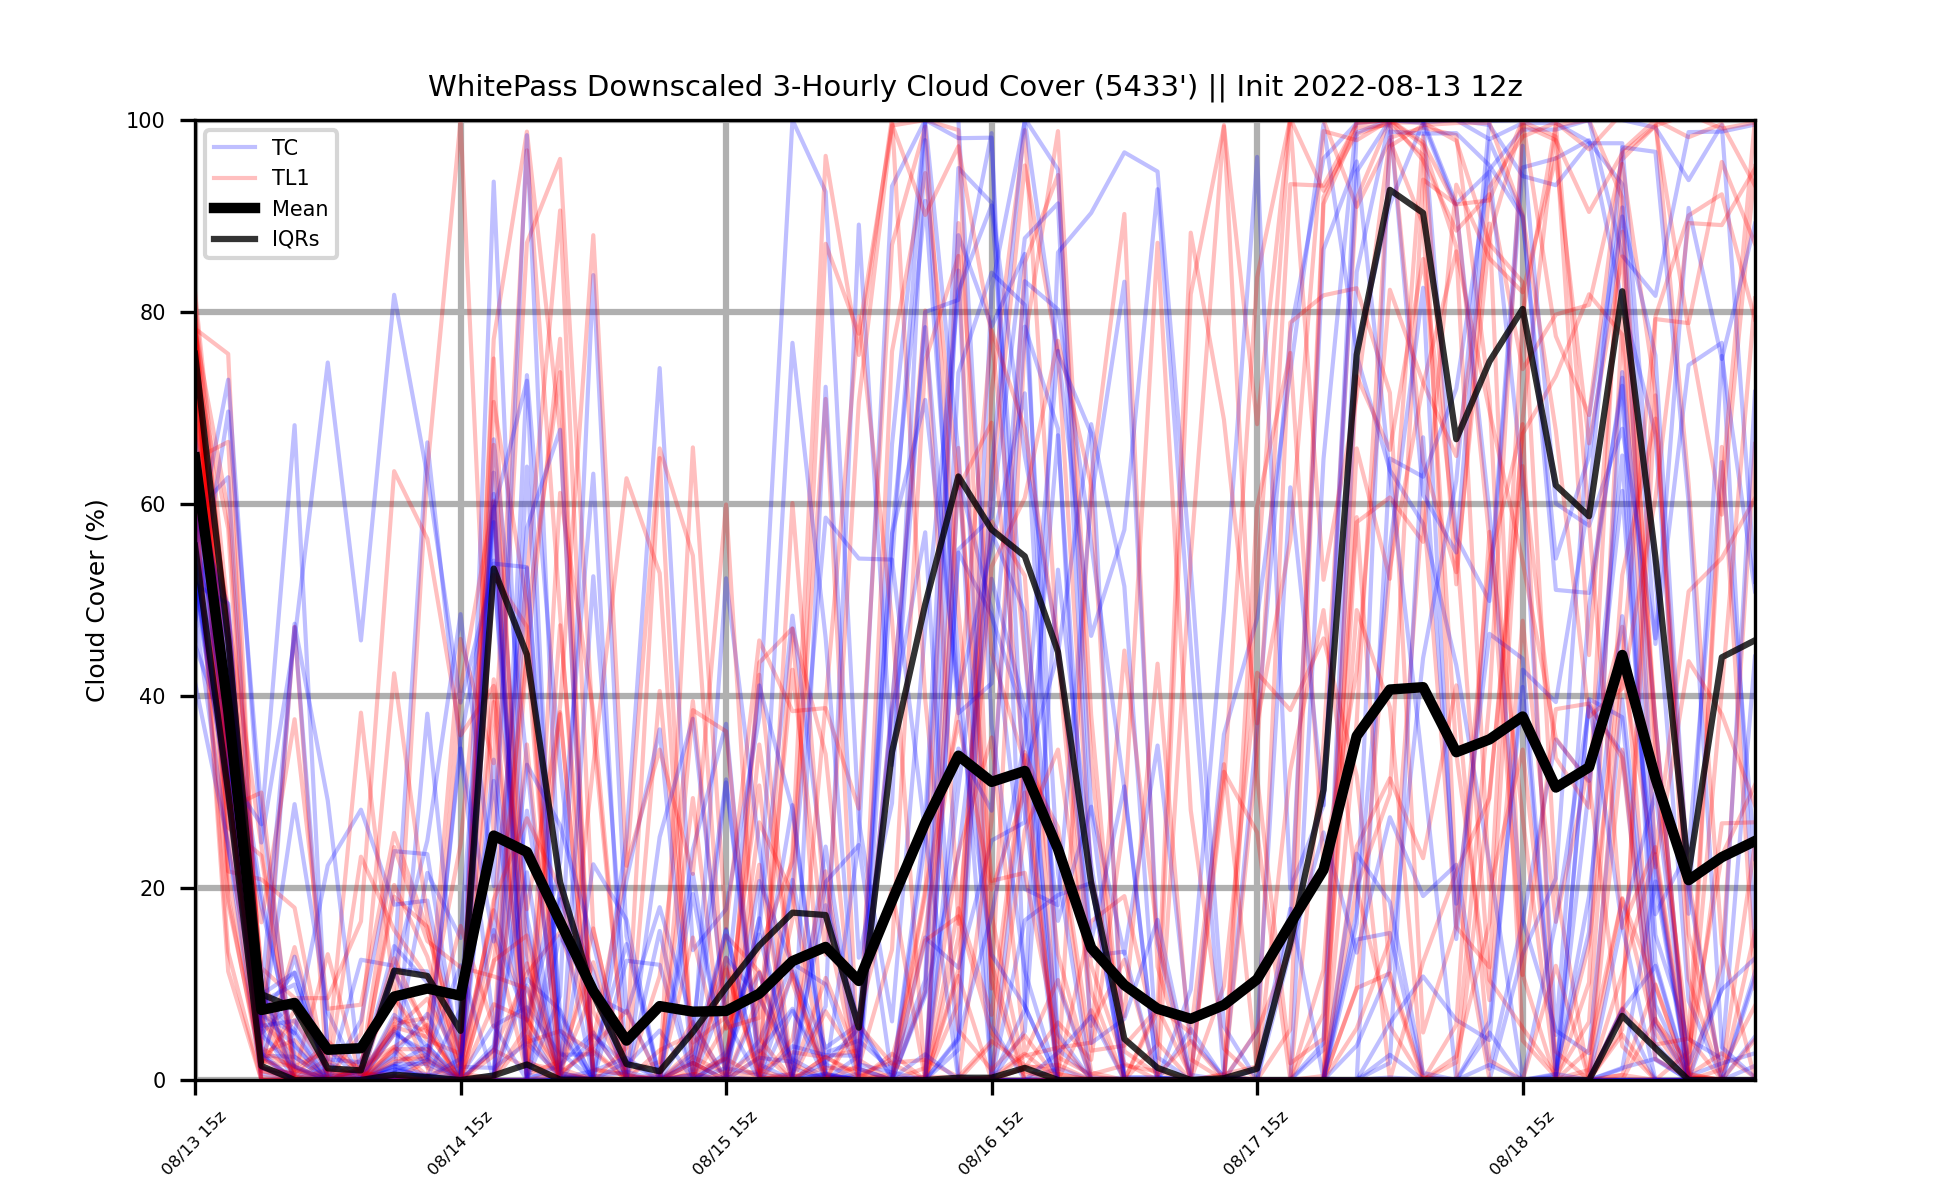 WhitePass Downscaled 3-Hourly Cloud Cover (5433') || Init 2022-08-13 12z
TC
TL1
Mean
IQRs
Cloud Cover (%)
100
80
60
40
20
0
08/13 15z
08/14 15z
08/15 15z
08/16 15z
08/17 15z
08/18 15z